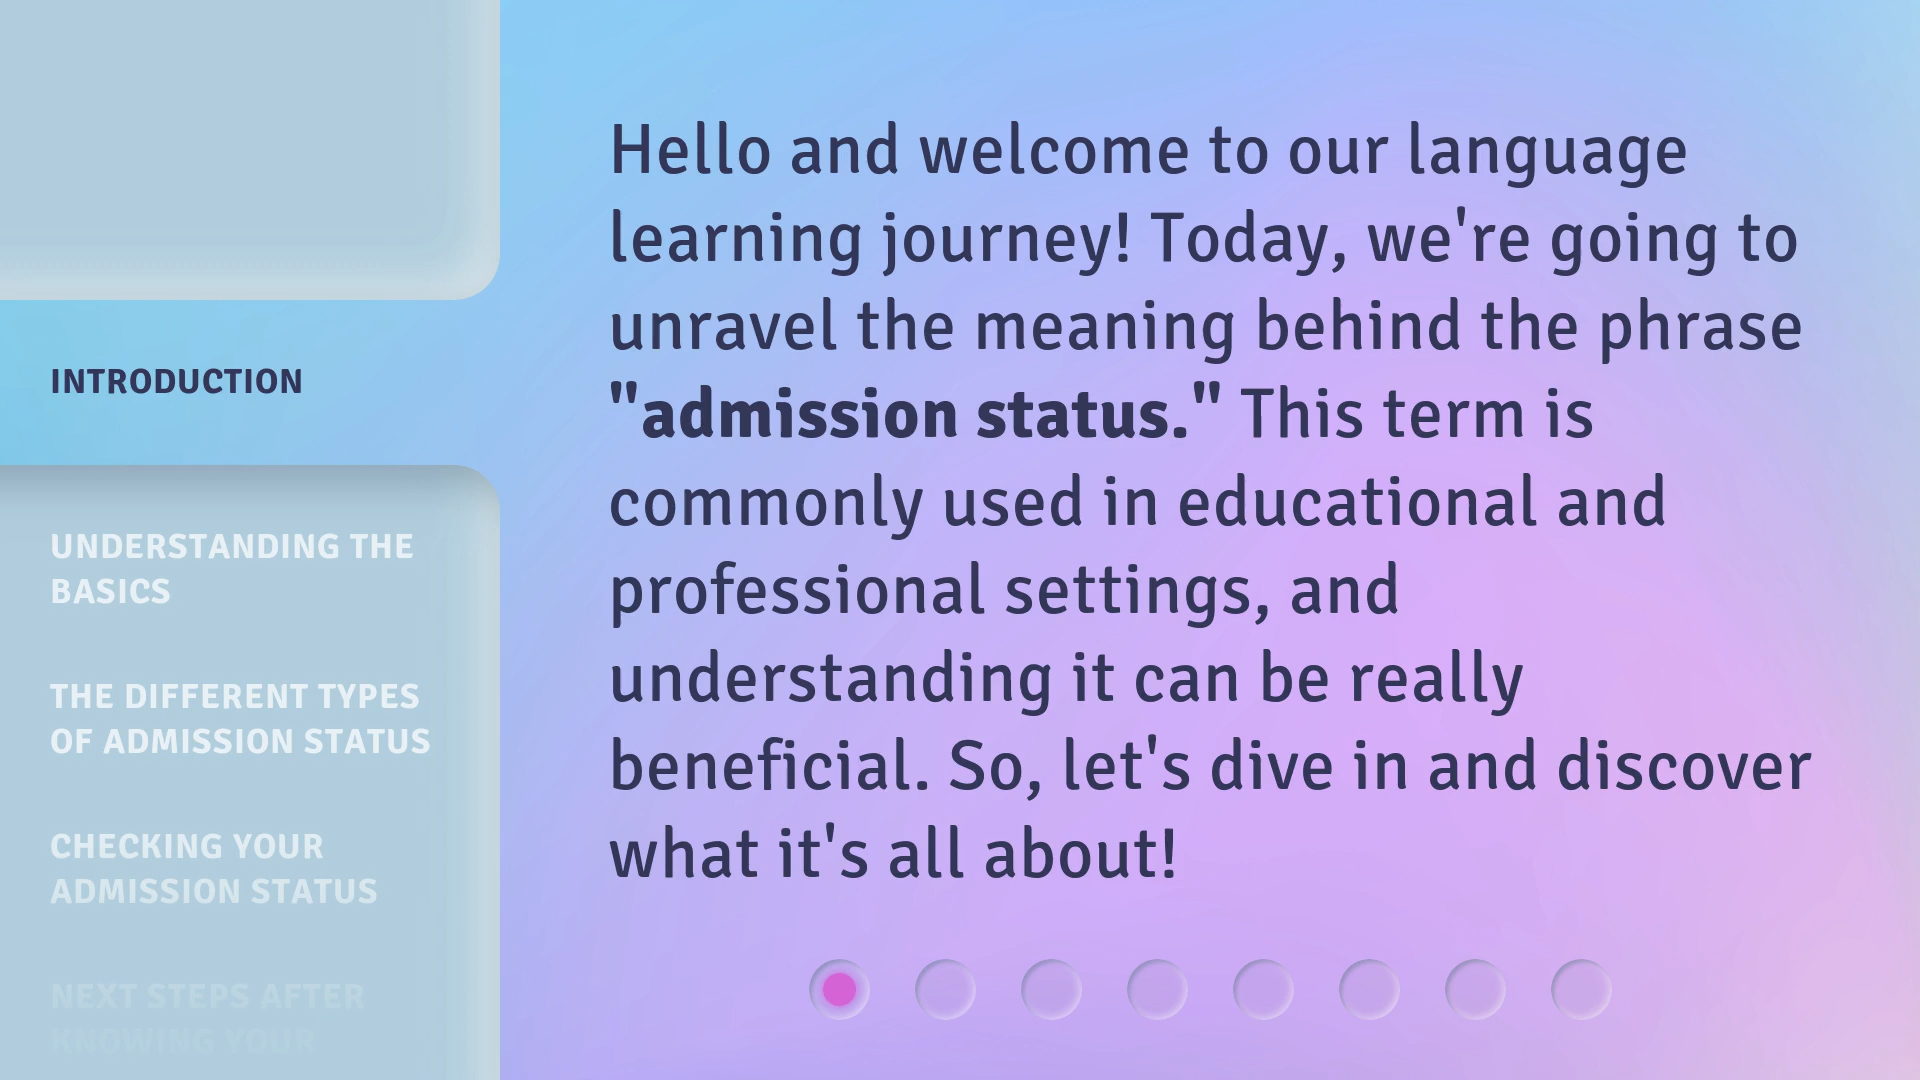 INTRODUCTION
UNDERSTANDING THE
BASICS
THE DIFFERENT TYPES
OF ADMISSION STATUS
CHECKING YOUR
ADMISSION STATUS
NEXT STEPS AFTER
KNOWING YOUR
Hello and welcome to our language
learning journey! Today, we're going to
unravel the meaning behind the phrase
"admission status." This term is
commonly used in educational and
professional settings, and
understanding it can be really
beneficial. So, let's dive in and discover
what it's all about!